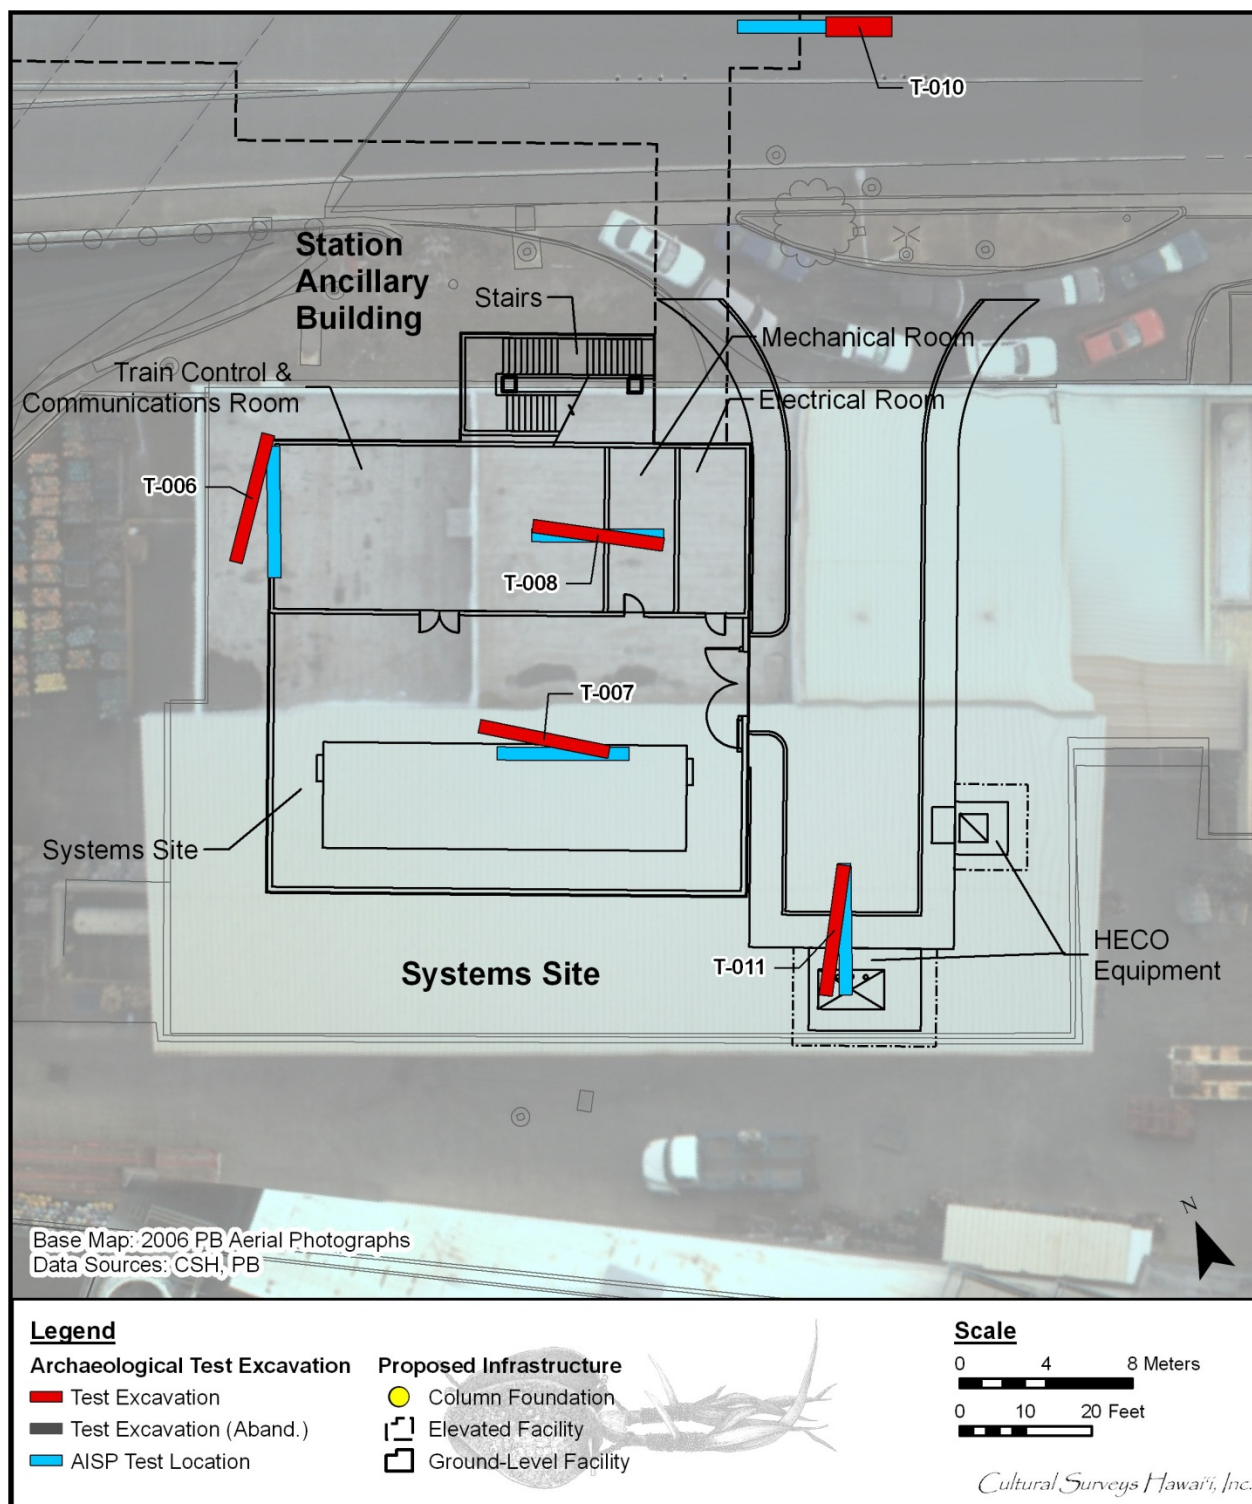 T-010
Station
Ancillary
Building
Stairs
Mechanical Room
Train Control &
Communications Room
Electrical Room
T-006
T-008
T-007
Systems Site
T-011
Systems Site
HECO
Equipment
N
Base Map: 2006 PB Aerial Photographs
Data Sources: CSH, PB
Legend
Archaeological Test Excavation
Test Excavation
Test Excavation (Aband.)
AISP Test Location
Proposed Infrastructure
Column Foundation
Elevated Facility
Ground-Level Facility
Scale
0 4 8 Meters
0 10 20 Feet
Cultural Surveys Hawaiʻi, Inc.